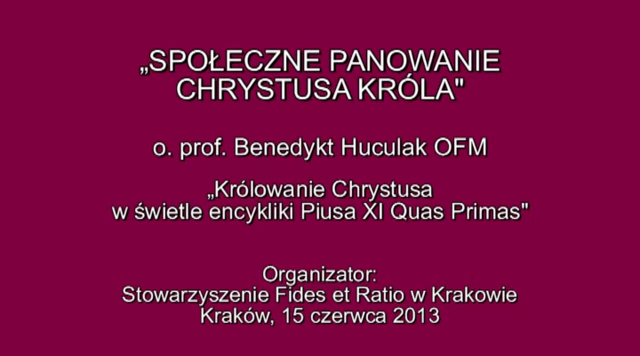 „SPOŁECZNE PANOWANIE
CHRYSTUSA KRÓLA"
o. prof. Benedykt Huculak OFM
„Królowanie Chrystusa
w świetle encykliki Piusa XI Quas Primas"
Organizator:
Stowarzyszenie Fides et Ratio w Krakowie
Kraków, 15 czerwca 2013